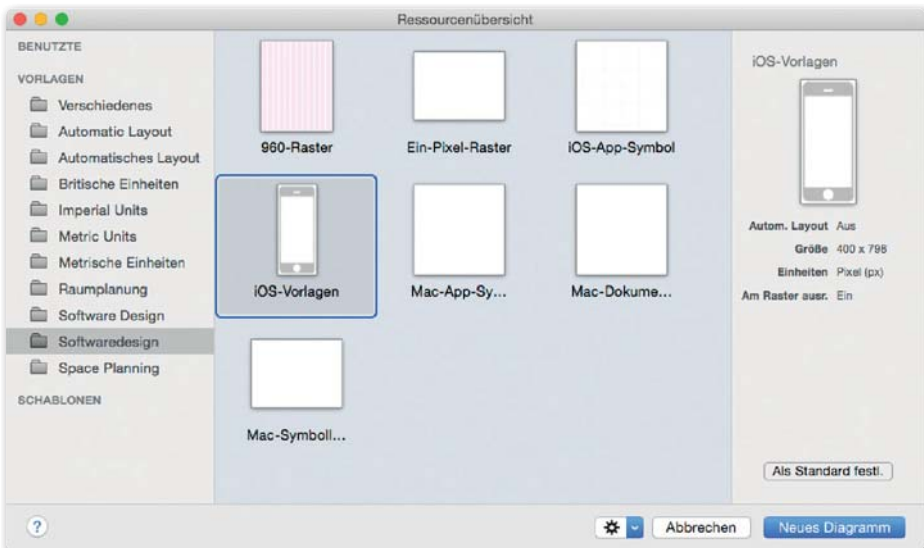 Ressourcenübersicht
BENUTZTE
VORLAGEN
Verschiedenes
Automatic Layout
Automatisches Layout
Britische Einheiten
Imperial Units
Metric Units
Metrische Einheiten
Raumplanung
Software Design
Softwaredesign
Space Planning
SCHABLONEN
960-Raster
Ein-Pixel-Raster
iOS-App-Symbol
iOS-Vorlagen
Mac-App-Sy...
Mac-Dokume...
Mac-Symboll...
iOS-Vorlagen
Autom. Layout Aus
Größe 400 x 798
Einheiten Pixel (px)
Am Raster ausr. Ein
Als Standard festl.
?
Abbrechen
Neues Diagramm